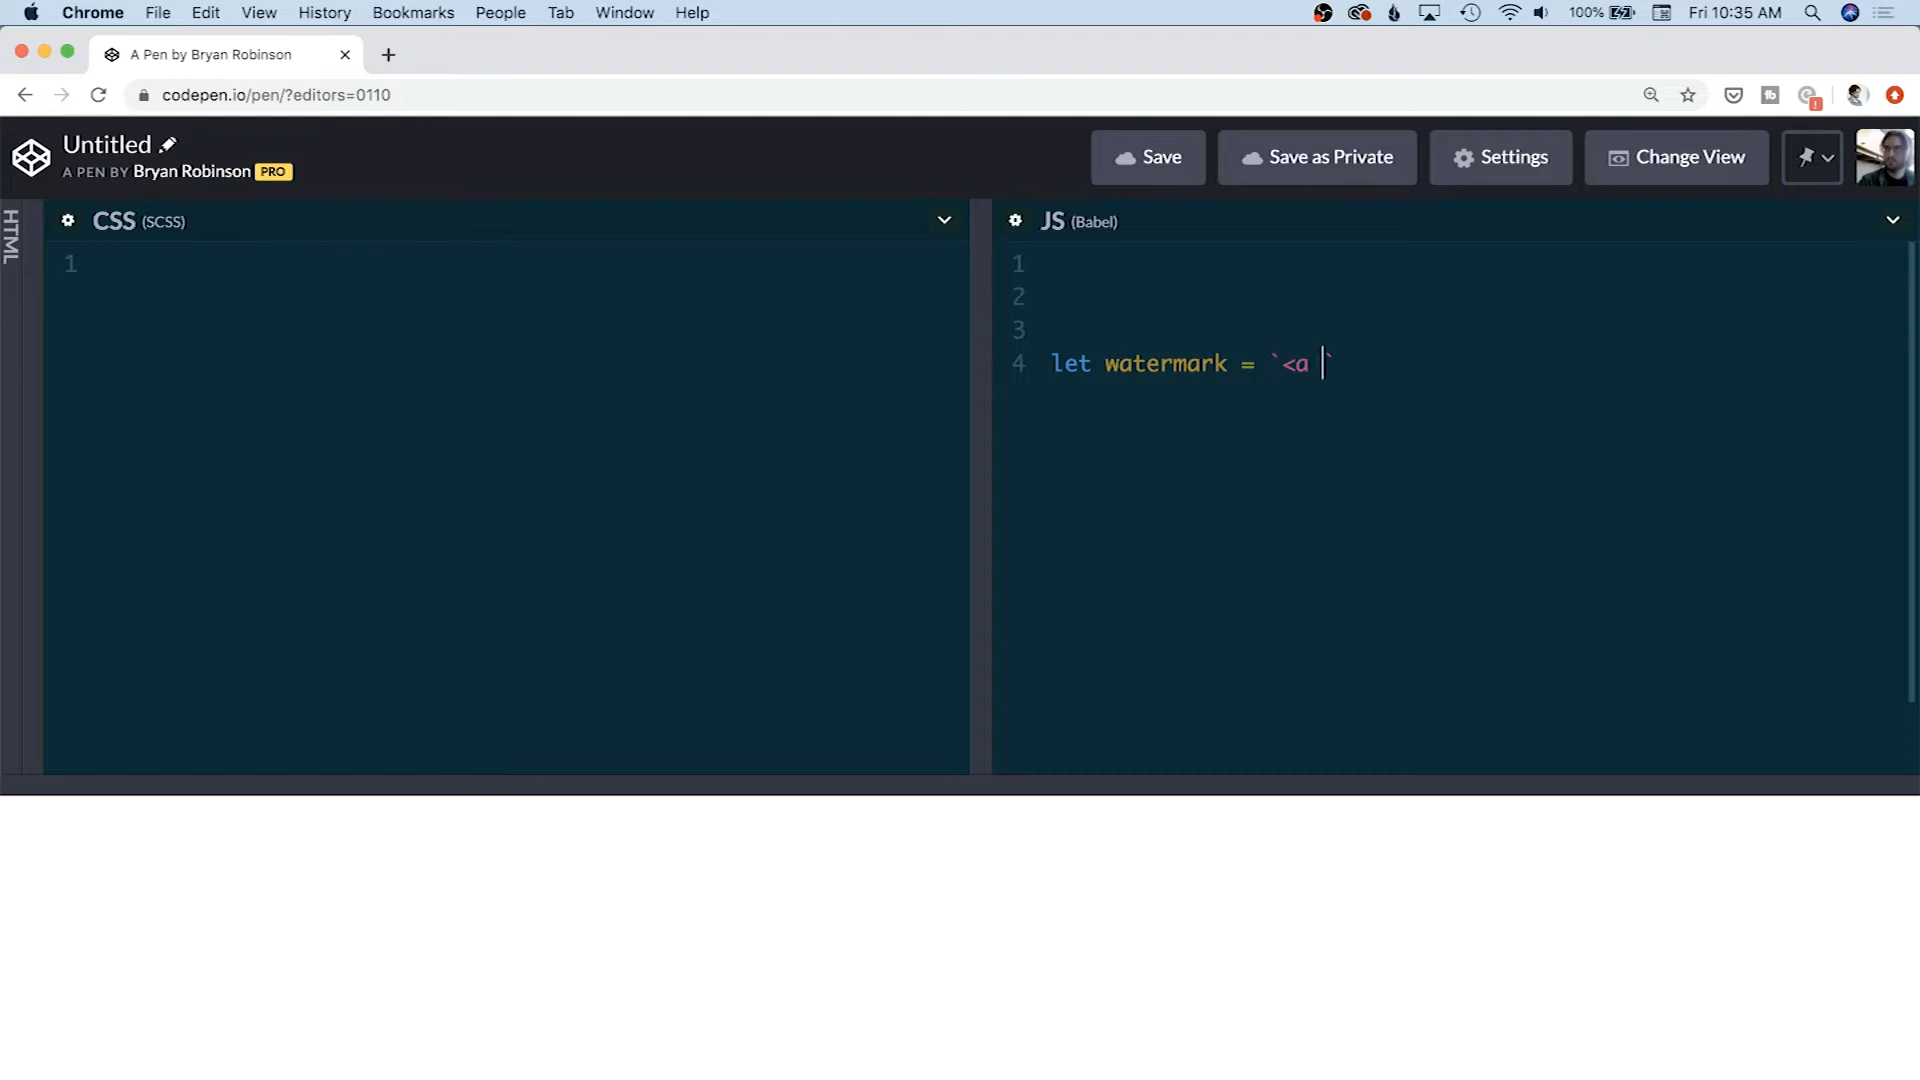 Chrome File Edit View History Bookmarks People Tab Window Help 100% Fri 10:35 AM
A Pen by Bryan Robinson
codepen.io/pen/?editors=0110
Untitled
A PEN BY Bryan Robinson PRO
Save
Save as Private
Settings
Change View
HTML
CSS (SCSS)
1
JS (Babel)
1
2
3
4 let watermark = `<a `